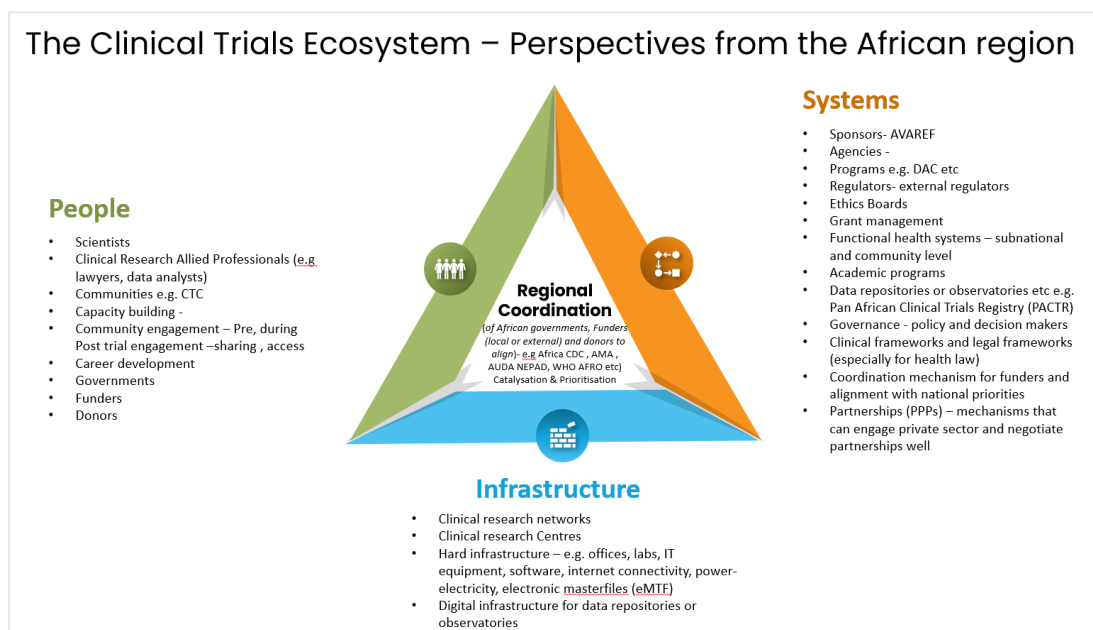 The Clinical Trials Ecosystem – Perspectives from the African region
People
• Scientists
• Clinical Research Allied Professionals (e.g
lawyers, data analysts)
• Communities e.g. CTC
• Capacity building -
• Community engagement – Pre, during
Post trial engagement –sharing , access
• Career development
• Governments
• Funders
• Donors
Regional
Coordination
(of African governments, Funders
(local or external) and donors to
align)- e.g Africa CDC , AMA ,
AUDA NEPAD, WHO AFRO etc)
Catalysation & Prioritisation
Systems
• Sponsors- AVAREF
• Agencies -
• Programs e.g. DAC etc
• Regulators- external regulators
• Ethics Boards
• Grant management
• Functional health systems – subnational
and community level
• Academic programs
• Data repositories or observatories etc e.g.
Pan African Clinical Trials Registry (PACTR)
• Governance - policy and decision makers
• Clinical frameworks and legal frameworks
(especially for health law)
• Coordination mechanism for funders and
alignment with national priorities
• Partnerships (PPPs) – mechanisms that
can engage private sector and negotiate
partnerships well
Infrastructure
• Clinical research networks
• Clinical research Centres
• Hard infrastructure – e.g. offices, labs, IT
equipment, software, internet connectivity, power-
electricity, electronic masterfiles (eMTF)
• Digital infrastructure for data repositories or
observatories